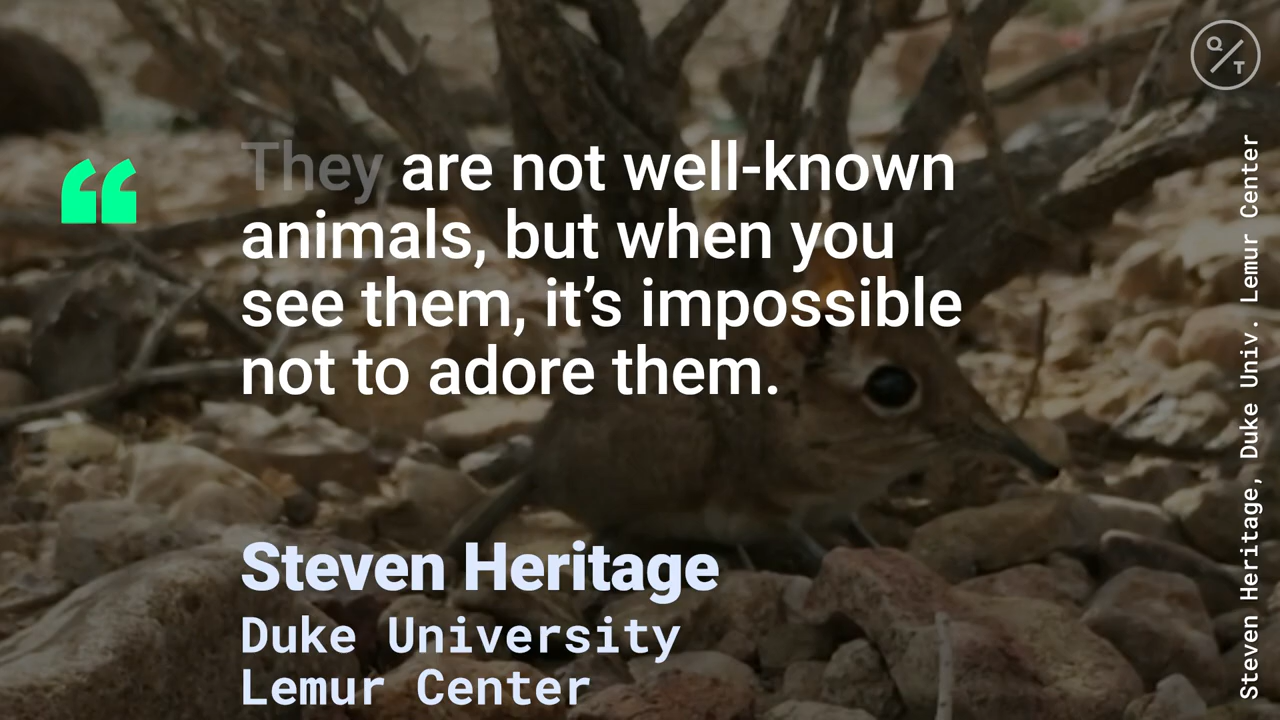 Q
T
They are not well-known
animals, but when you
see them, it’s impossible
not to adore them.
Steven Heritage
Duke University
Lemur Center
Steven Heritage, Duke Univ. Lemur Center